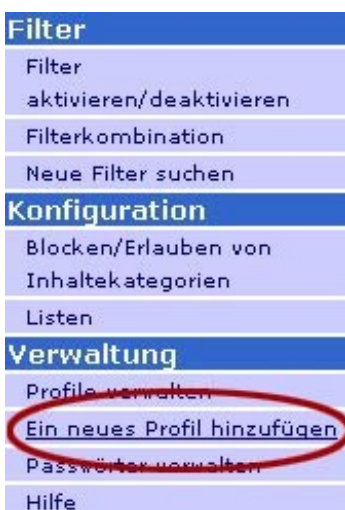 Filter
Filter
aktivieren/deaktivieren
Filterkombination
Neue Filter suchen
Konfiguration
Blocken/Erlauben von
Inhaltekategorien
Listen
Verwaltung
Profile verwalten
Ein neues Profil hinzufügen
Passwörter verwalten
Hilfe